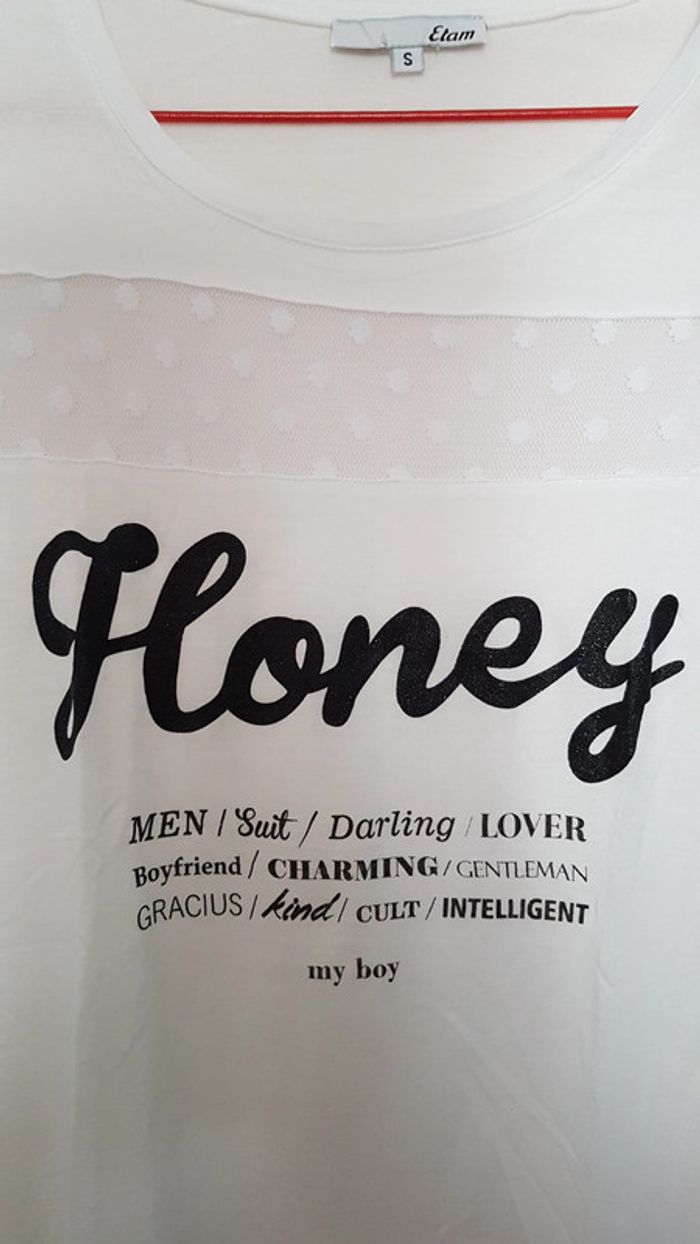 Etam
S
Honey
MEN / Suit / Darling / LOVER
Boyfriend / CHARMING / GENTLEMAN
GRACIUS / kind / CULT / INTELLIGENT
my boy